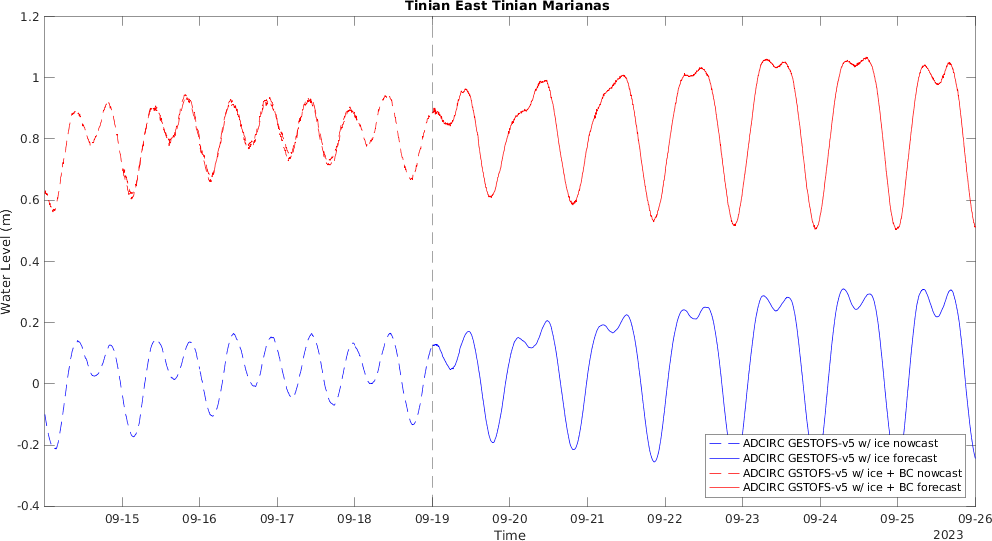 Tinian East Tinian Marianas
1.2
1
0.8
0.6
0.4
0.2
0
-0.2
-0.4
Water Level (m)
ADCIRC GESTOFS-v5 w/ ice nowcast
ADCIRC GESTOFS-v5 w/ ice forecast
ADCIRC GSTOFS-v5 w/ ice + BC nowcast
ADCIRC GSTOFS-v5 w/ ice + BC forecast
09-15 09-16 09-17 09-18 09-19 09-20 09-21 09-22 09-23 09-24 09-25 09-26
Time
2023